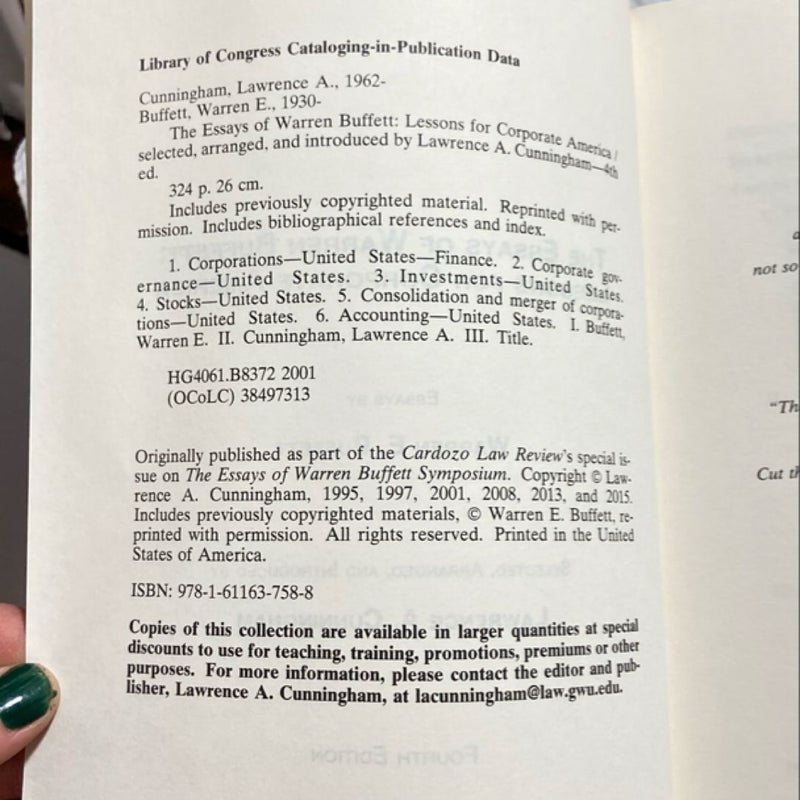 Library of Congress Cataloging-in-Publication Data
Cunningham, Lawrence A., 1962-
Buffett, Warren E., 1930-
The Essays of Warren Buffett: Lessons for Corporate America /
selected, arranged, and introduced by Lawrence A. Cunningham—4th
ed.
324 p. 26 cm.
Includes previously copyrighted material. Reprinted with per-
mission. Includes bibliographical references and index.
1. Corporations—United States—Finance. 2. Corporate gov-
ernance—United States. 3. Investments—United States.
4. Stocks—United States. 5. Consolidation and merger of corpora-
tions—United States. 6. Accounting—United States. I. Buffett,
Warren E. II. Cunningham, Lawrence A. III. Title.
HG4061.B8372 2001
(OCoLC) 38497313
Originally published as part of the Cardozo Law Review's special is-
sue on The Essays of Warren Buffett Symposium. Copyright © Law-
rence A. Cunningham, 1995, 1997, 2001, 2008, 2013, and 2015.
Includes previously copyrighted materials, © Warren E. Buffett, re-
printed with permission. All rights reserved. Printed in the United
States of America.
ISBN: 978-1-61163-758-8
Copies of this collection are available in larger quantities at special
discounts to use for teaching, training, promotions, premiums or other
purposes. For more information, please contact the editor and pub-
lisher, Lawrence A. Cunningham, at lacunningham@law.gwu.edu.
not so
"Th
Cut th